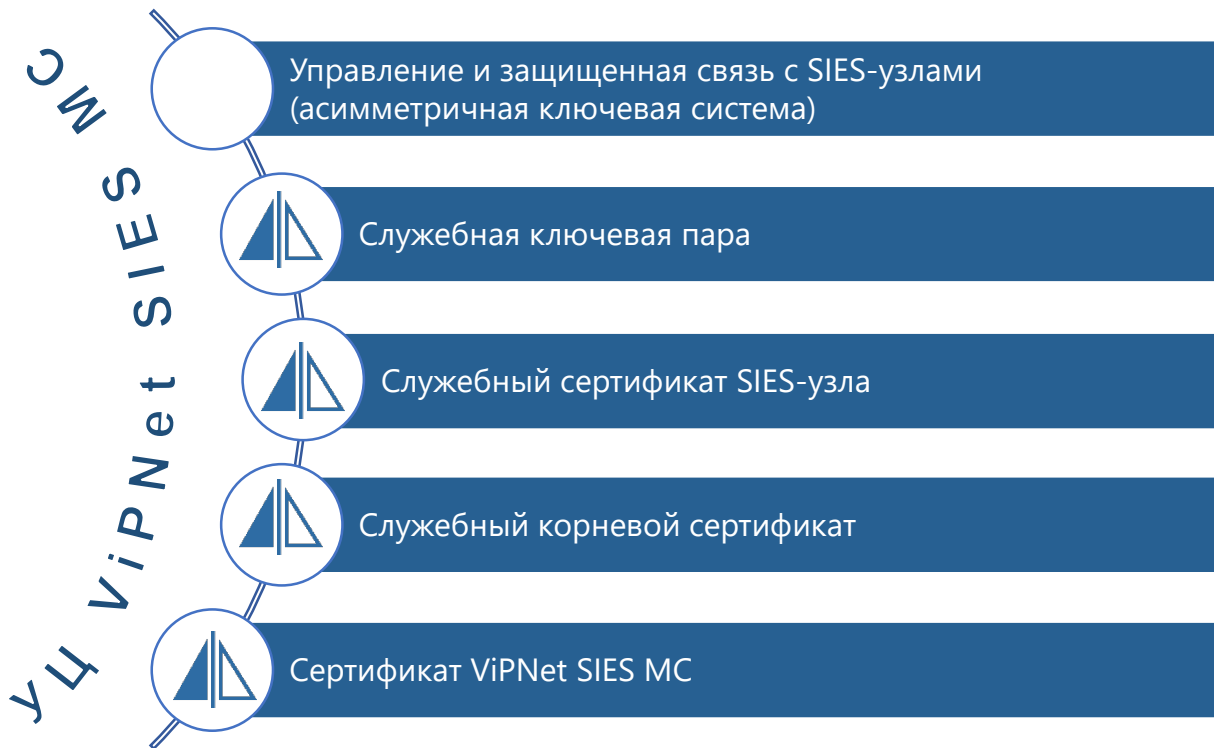 УЦ ViPNet SIES MC
Управление и защищенная связь с SIES-узлами
(асимметричная ключевая система)
Служебная ключевая пара
Служебный сертификат SIES-узла
Служебный корневой сертификат
Сертификат ViPNet SIES MC